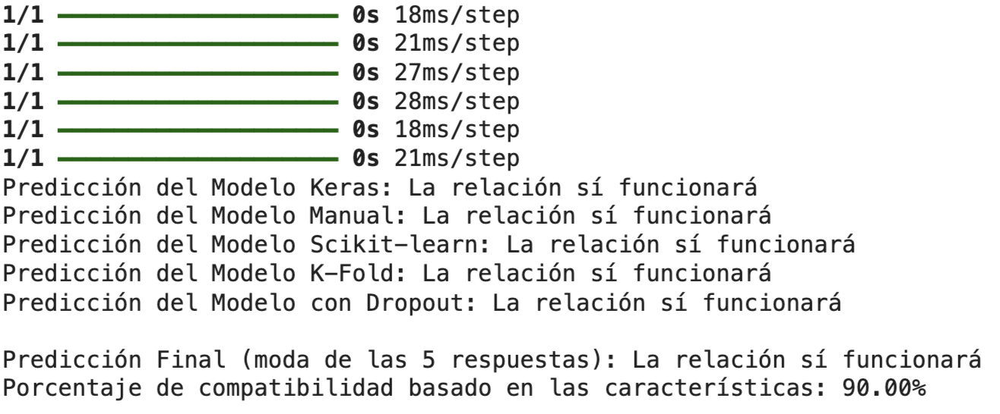 1/1 ━━━━━━━━━━━━━━━━━━━━ 0s 18ms/step
1/1 ━━━━━━━━━━━━━━━━━━━━ 0s 21ms/step
1/1 ━━━━━━━━━━━━━━━━━━━━ 0s 27ms/step
1/1 ━━━━━━━━━━━━━━━━━━━━ 0s 28ms/step
1/1 ━━━━━━━━━━━━━━━━━━━━ 0s 18ms/step
1/1 ━━━━━━━━━━━━━━━━━━━━ 0s 21ms/step
Predicción del Modelo Keras: La relación sí funcionará
Predicción del Modelo Manual: La relación sí funcionará
Predicción del Modelo Scikit-learn: La relación sí funcionará
Predicción del Modelo K-Fold: La relación sí funcionará
Predicción del Modelo con Dropout: La relación sí funcionará
Predicción Final (moda de las 5 respuestas): La relación sí funcionará
Porcentaje de compatibilidad basado en las características: 90.00%